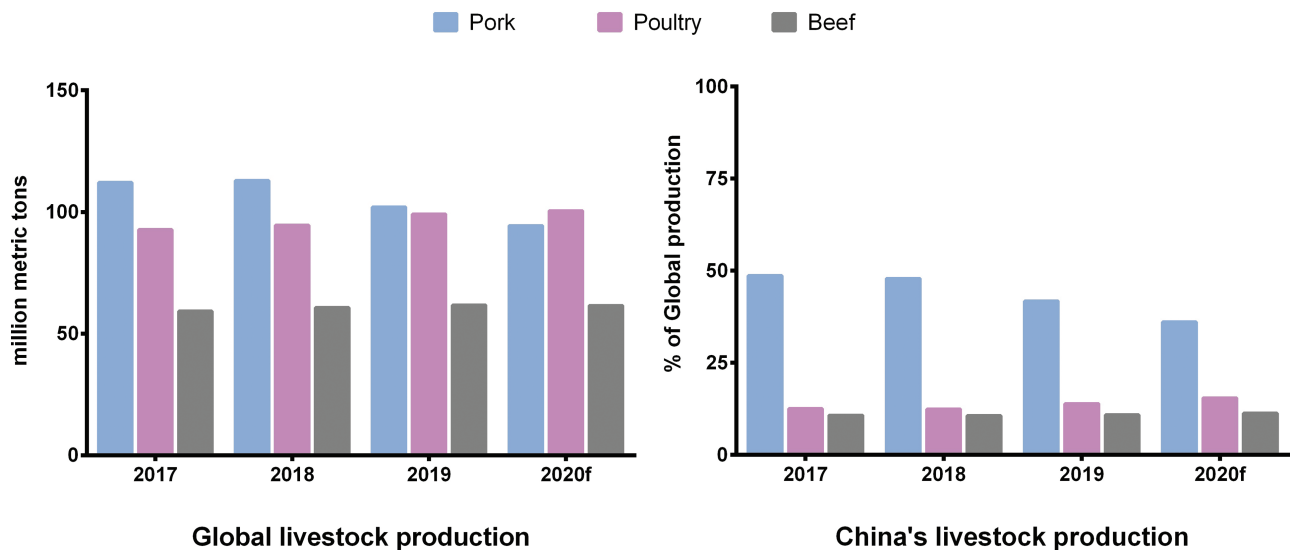 Pork Poultry Beef
million metric tons
150
100
50
0
2017 2018 2019 2020f
Global livestock production
% of Global production
100
75
50
25
0
2017 2018 2019 2020f
China's livestock production